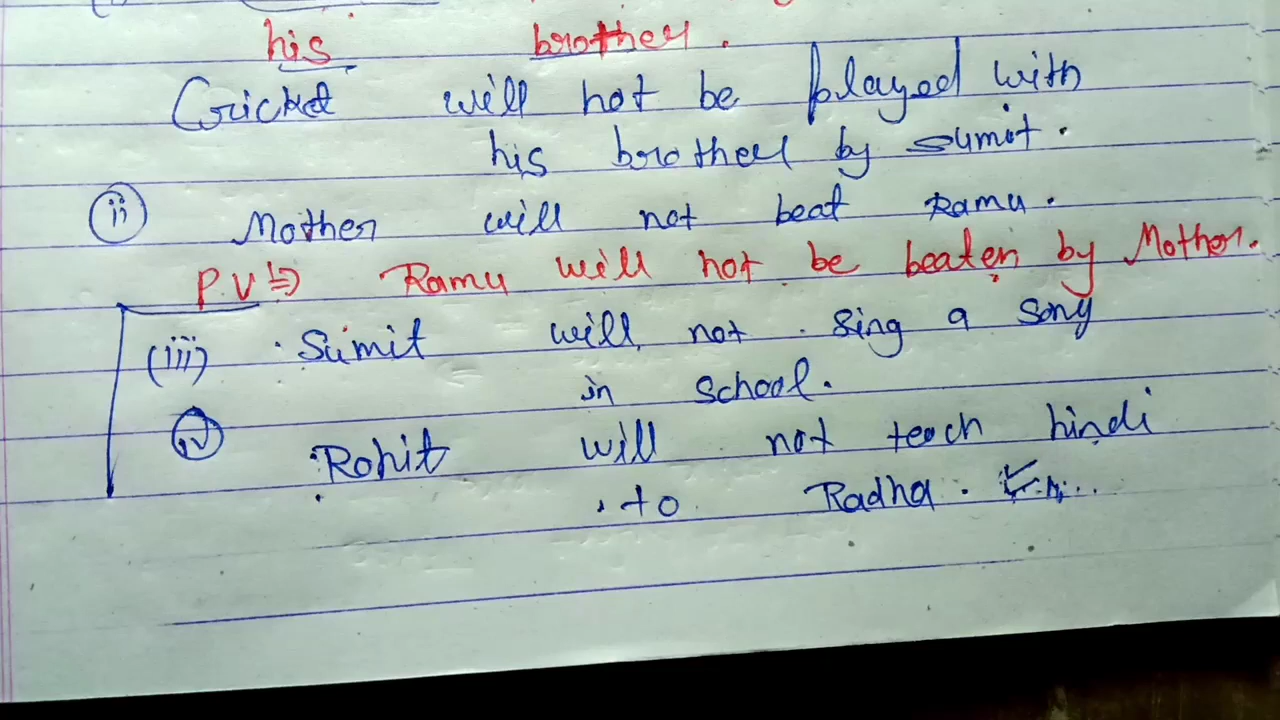 his brother.
Cricket will not be played with
his brother by sumit.
(ii) Mother will not beat Ramu.
P.V. ⇒ Ramu will not be beaten by Mother.
(iii) Sumit will not sing a song
in school.
(iv) Rohit will not teach hindi
to Radha.